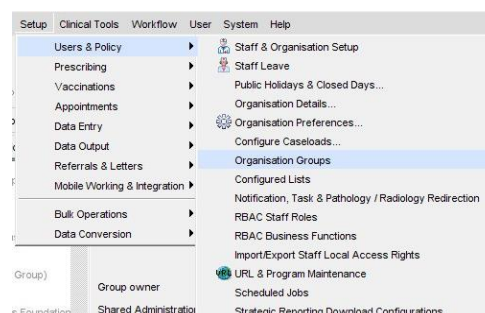 Setup Clinical Tools Workflow User System Help
Users & Policy
Prescribing
Vaccinations
Appointments
Data Entry
Data Output
Referrals & Letters
Mobile Working & Integration
Bulk Operations
Data Conversion
Staff & Organisation Setup
Staff Leave
Public Holidays & Closed Days...
Organisation Details...
Organisation Preferences...
Configure Caseloads...
Organisation Groups
Configured Lists
Notification, Task & Pathology / Radiology Redirection
RBAC Staff Roles
RBAC Business Functions
Import/Export Staff Local Access Rights
URL URL & Program Maintenance
Scheduled Jobs
Strategic Reporting Download Configurations
Group)
Group owner
Shared Administration
s Foundation